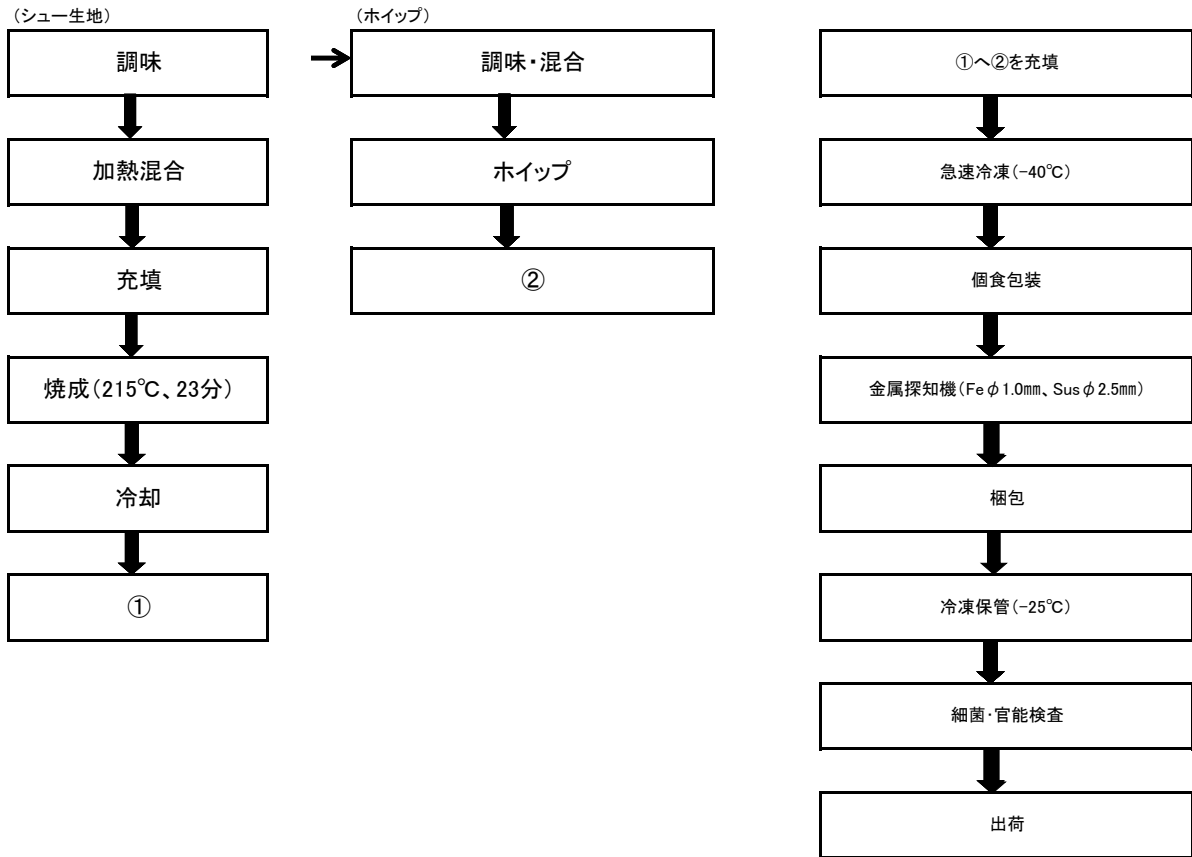 (シュー生地)
調味
加熱混合
充填
焼成(215℃、23分)
冷却
①
(ホイップ)
調味・混合
ホイップ
②
①へ②を充填
急速冷凍(-40℃)
個食包装
金属探知機(Feφ1.0㎜、Susφ2.5㎜)
梱包
冷凍保管(-25℃)
細菌・官能検査
出荷